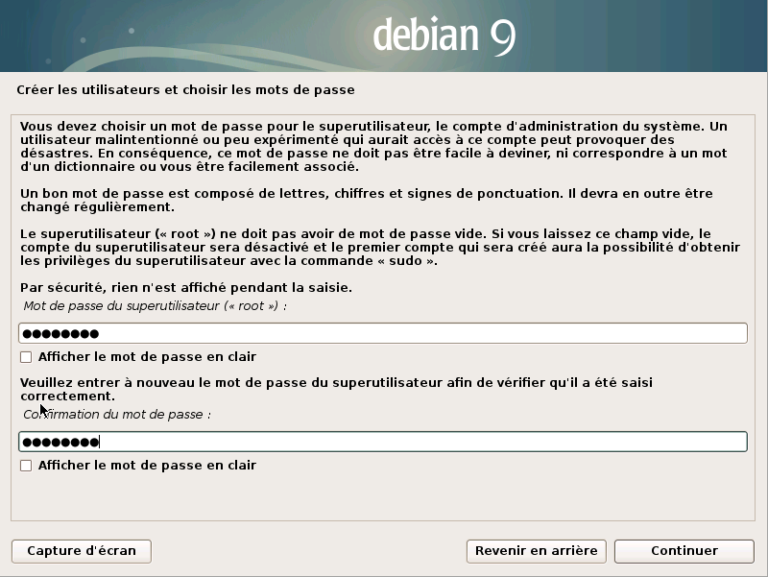 debian 9
Créer les utilisateurs et choisir les mots de passe
Vous devez choisir un mot de passe pour le superutilisateur, le compte d'administration du système. Un
utilisateur malintentionné ou peu expérimenté qui aurait accès à ce compte peut provoquer des
désastres. En conséquence, ce mot de passe ne doit pas être facile à deviner, ni correspondre à un mot
d'un dictionnaire ou vous être facilement associé.
Un bon mot de passe est composé de lettres, chiffres et signes de ponctuation. Il devra en outre être
changé régulièrement.
Le superutilisateur (« root ») ne doit pas avoir de mot de passe vide. Si vous laissez ce champ vide, le
compte du superutilisateur sera désactivé et le premier compte qui sera créé aura la possibilité d'obtenir
les privilèges du superutilisateur avec la commande « sudo ».
Par sécurité, rien n'est affiché pendant la saisie.
Mot de passe du superutilisateur (« root ») :
●●●●●●●●
Afficher le mot de passe en clair
Veuillez entrer à nouveau le mot de passe du superutilisateur afin de vérifier qu'il a été saisi
correctement.
Confirmation du mot de passe :
●●●●●●●●
Afficher le mot de passe en clair
Capture d'écran
Revenir en arrière
Continuer